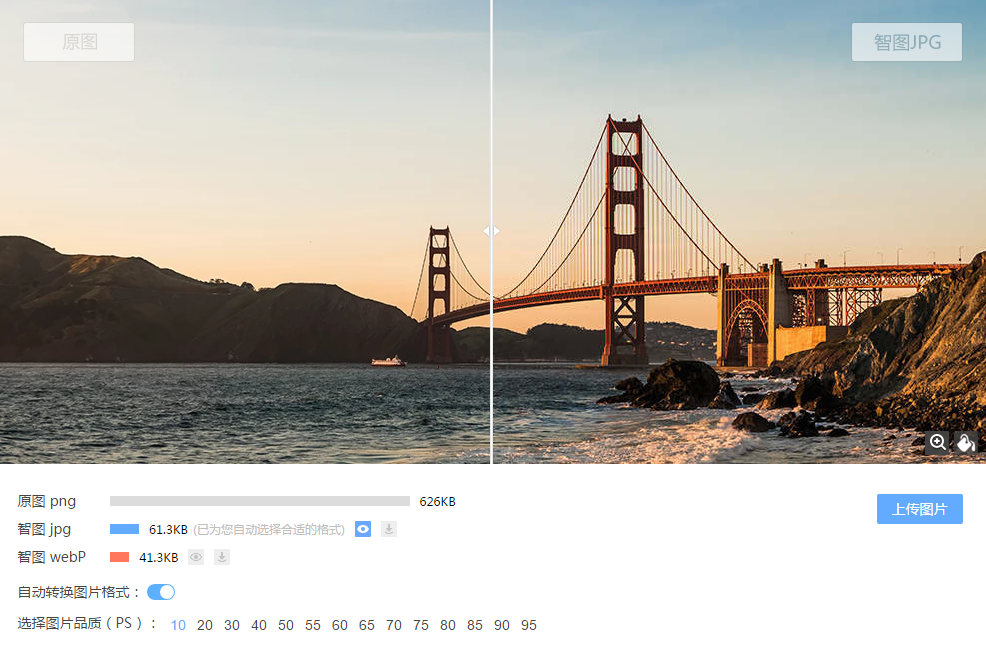 原图 智图JPG
原图 png 626KB
智图 jpg 61.3KB (已为您自动选择合适的格式)
上传图片
智图 webP 41.3KB
自动转换图片格式：
选择图片品质（PS）： 10 20 30 40 50 55 60 65 70 75 80 85 90 95